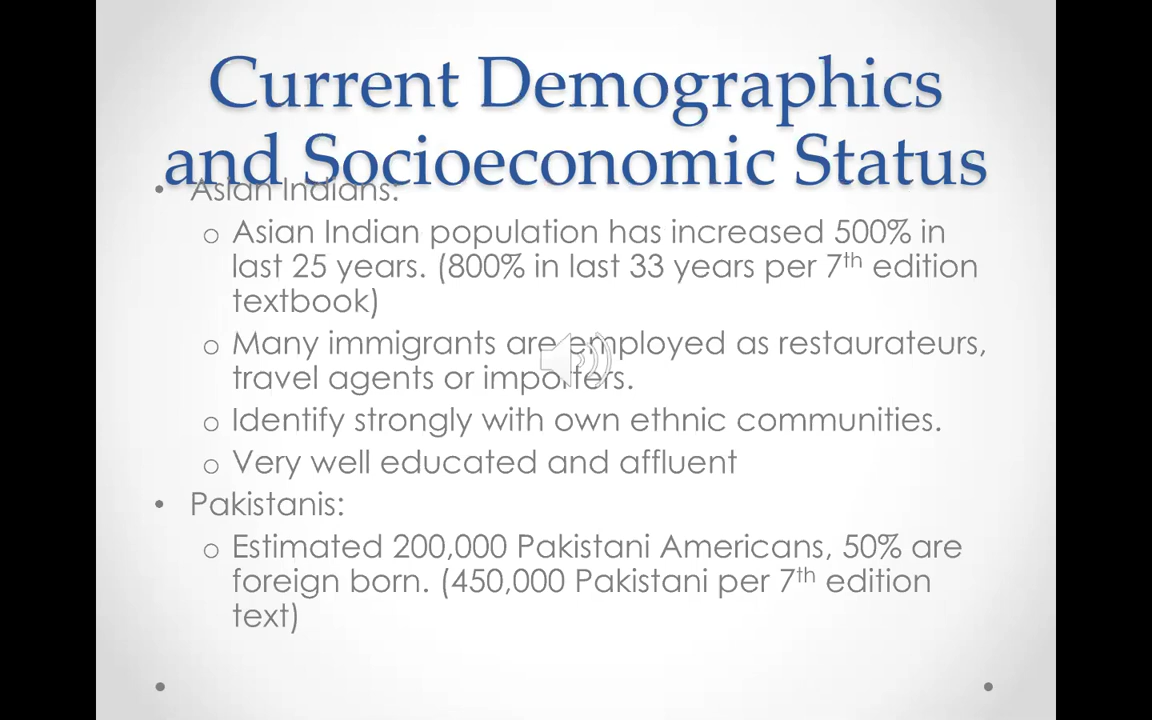 Current Demographics
and Socioeconomic Status
• Asian Indians:
o Asian Indian population has increased 500% in
last 25 years. (800% in last 33 years per 7th edition
textbook)
o Many immigrants are employed as restaurateurs,
travel agents or importers.
o Identify strongly with own ethnic communities.
o Very well educated and affluent
• Pakistanis:
o Estimated 200,000 Pakistani Americans, 50% are
foreign born. (450,000 Pakistani per 7th edition
text)